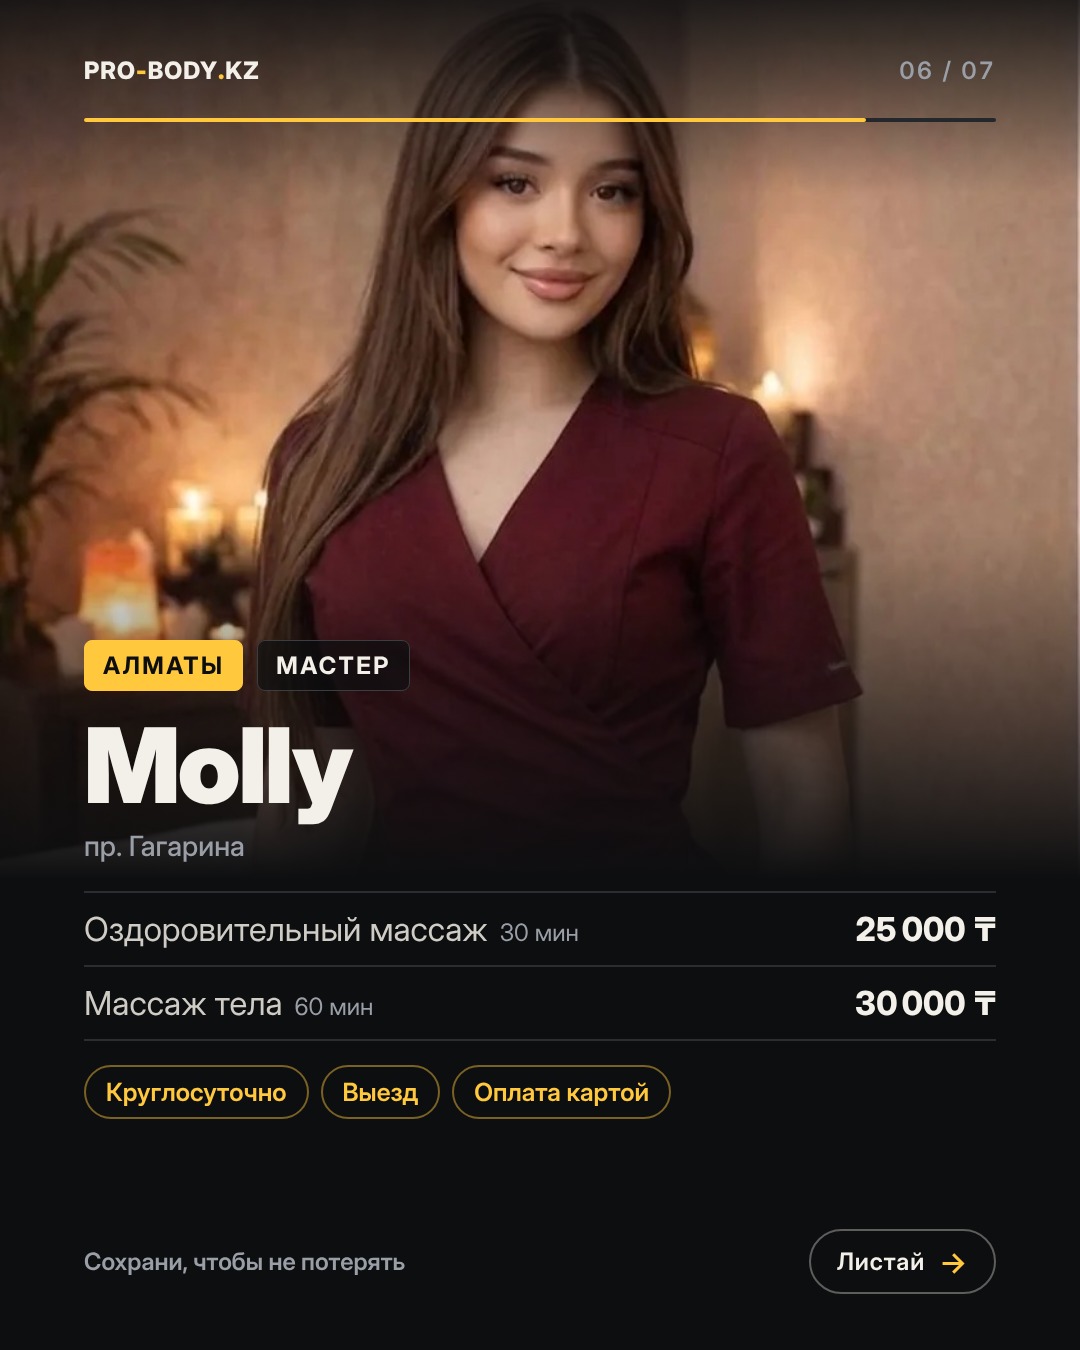 PRO-BODY.KZ
06 / 07
АЛМАТЫ
МАСТЕР
Molly
пр. Гагарина
Оздоровительный массаж 30 мин 25 000 ₸
Массаж тела 60 мин 30 000 ₸
Круглосуточно
Выезд
Оплата картой
Сохрани, чтобы не потерять
Листай →